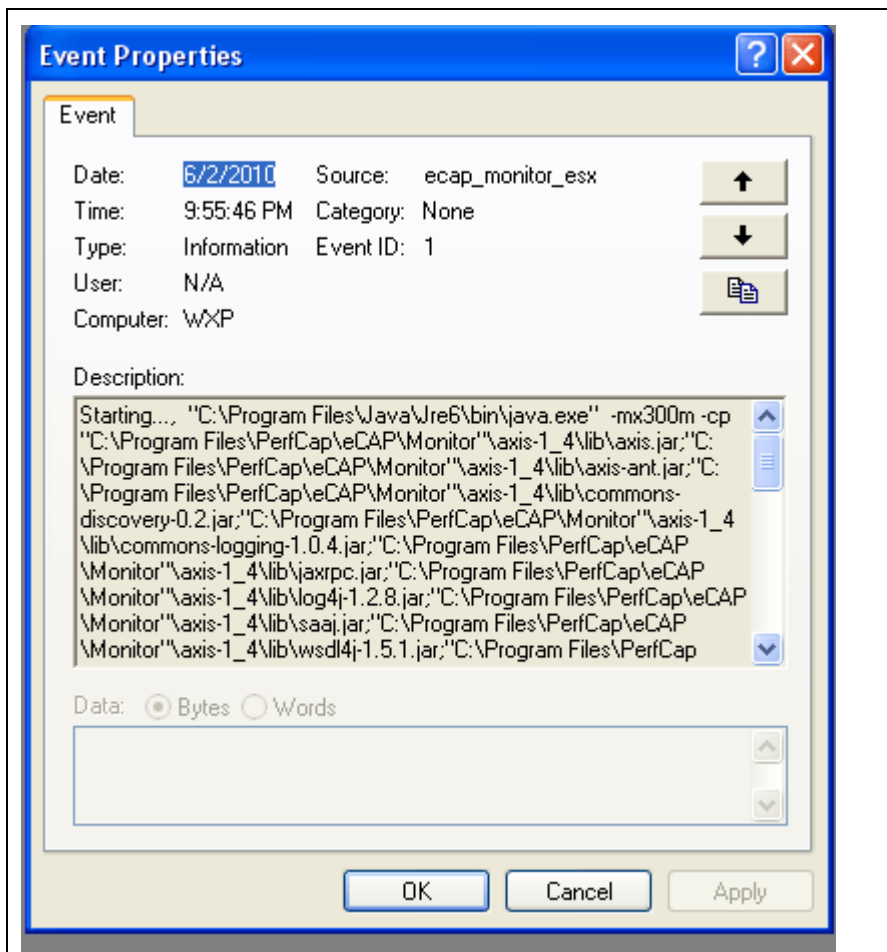 Event Properties
Event
Date: 6/2/2010 Source: ecap_monitor_esx
Time: 9:55:46 PM Category: None
Type: Information Event ID: 1
User: N/A
Computer: WXP
Description:
Starting..., "C:\Program Files\Java\Jre6\bin\java.exe" -mx300m -cp
"C:\Program Files\PerfCap\eCAP\Monitor"\axis-1_4\lib\axis.jar;"C:
\Program Files\PerfCap\eCAP\Monitor"\axis-1_4\lib\axis-ant.jar;"C:
\Program Files\PerfCap\eCAP\Monitor"\axis-1_4\lib\commons-
discovery-0.2.jar;"C:\Program Files\PerfCap\eCAP\Monitor"\axis-1_4
\lib\commons-logging-1.0.4.jar;"C:\Program Files\PerfCap\eCAP
\Monitor"\axis-1_4\lib\jaxrpc.jar;"C:\Program Files\PerfCap\eCAP
\Monitor"\axis-1_4\lib\log4j-1.2.8.jar;"C:\Program Files\PerfCap\eCAP
\Monitor"\axis-1_4\lib\saaj.jar;"C:\Program Files\PerfCap\eCAP
\Monitor"\axis-1_4\lib\wsdl4j-1.5.1.jar;"C:\Program Files\PerfCap
Data: Bytes Words
OK Cancel Apply